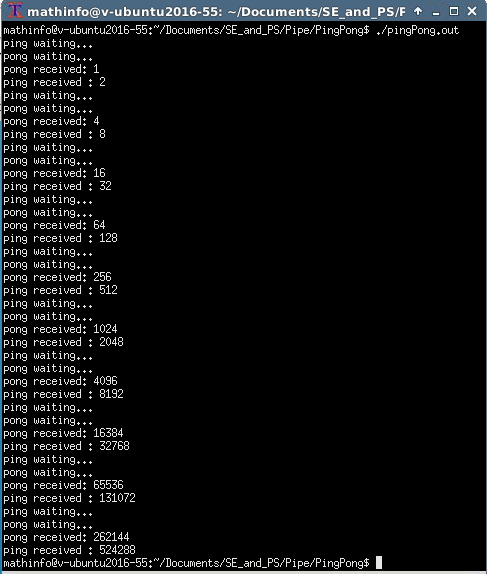 mathinfo@v-ubuntu2016-55: ~/Documents/SE_and_PS/F
mathinfo@v-ubuntu2016-55:~/Documents/SE_and_PS/Pipe/PingPong$ ./pingPong.out
ping waiting...
pong waiting...
pong received: 1
ping received : 2
ping waiting...
pong waiting...
pong received: 4
ping received : 8
ping waiting...
pong waiting...
pong received: 16
ping received : 32
ping waiting...
pong waiting...
pong received: 64
ping received : 128
ping waiting...
pong waiting...
pong received: 256
ping received : 512
ping waiting...
pong waiting...
pong received: 1024
ping received : 2048
ping waiting...
pong waiting...
pong received: 4096
ping received : 8192
ping waiting...
pong waiting...
pong received: 16384
ping received : 32768
ping waiting...
pong waiting...
pong received: 65536
ping received : 131072
ping waiting...
pong waiting...
pong received: 262144
ping received : 524288
mathinfo@v-ubuntu2016-55:~/Documents/SE_and_PS/Pipe/PingPong$